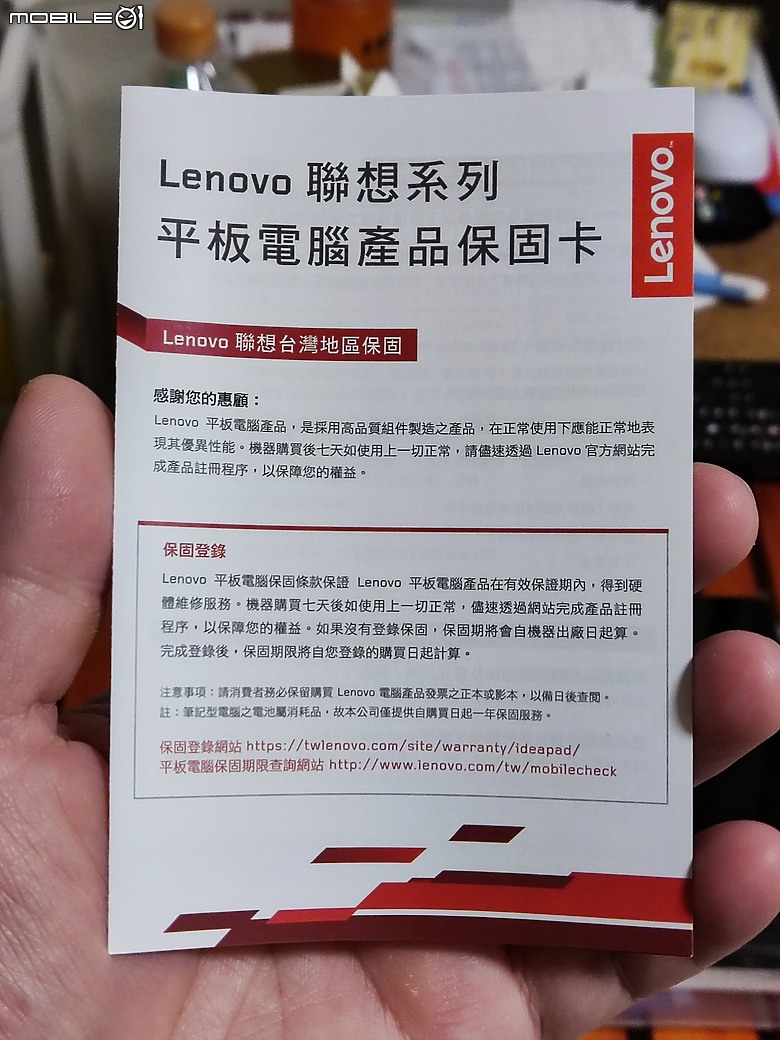 MOBILE01
Lenovo 聯想系列
平板電腦產品保固卡
Lenovo™
Lenovo 聯想台灣地區保固
感謝您的惠顧：
Lenovo 平板電腦產品，是採用高品質組件製造之產品，在正常使用下應能正常地表
現其優異性能。機器購買後七天如使用上一切正常，請儘速透過 Lenovo 官方網站完
成產品註冊程序，以保障您的權益。
保固登錄
Lenovo 平板電腦保固條款保證 Lenovo 平板電腦產品在有效保證期內，得到硬
體維修服務。機器購買七天後如使用上一切正常，儘速透過網站完成產品註冊
程序，以保障您的權益。如果沒有登錄保固，保固期將會自機器出廠日起算。
完成登錄後，保固期限將自您登錄的購買日起計算。
注意事項：請消費者務必保留購買 Lenovo 電腦產品發票之正本或影本，以備日後查閱。
註：筆記型電腦之電池屬消耗品，故本公司僅提供自購買日起一年保固服務。
保固登錄網站 https://twlenovo.com/site/warranty/ideapad/
平板電腦保固期限查詢網站 http://www.lenovo.com/tw/mobilecheck